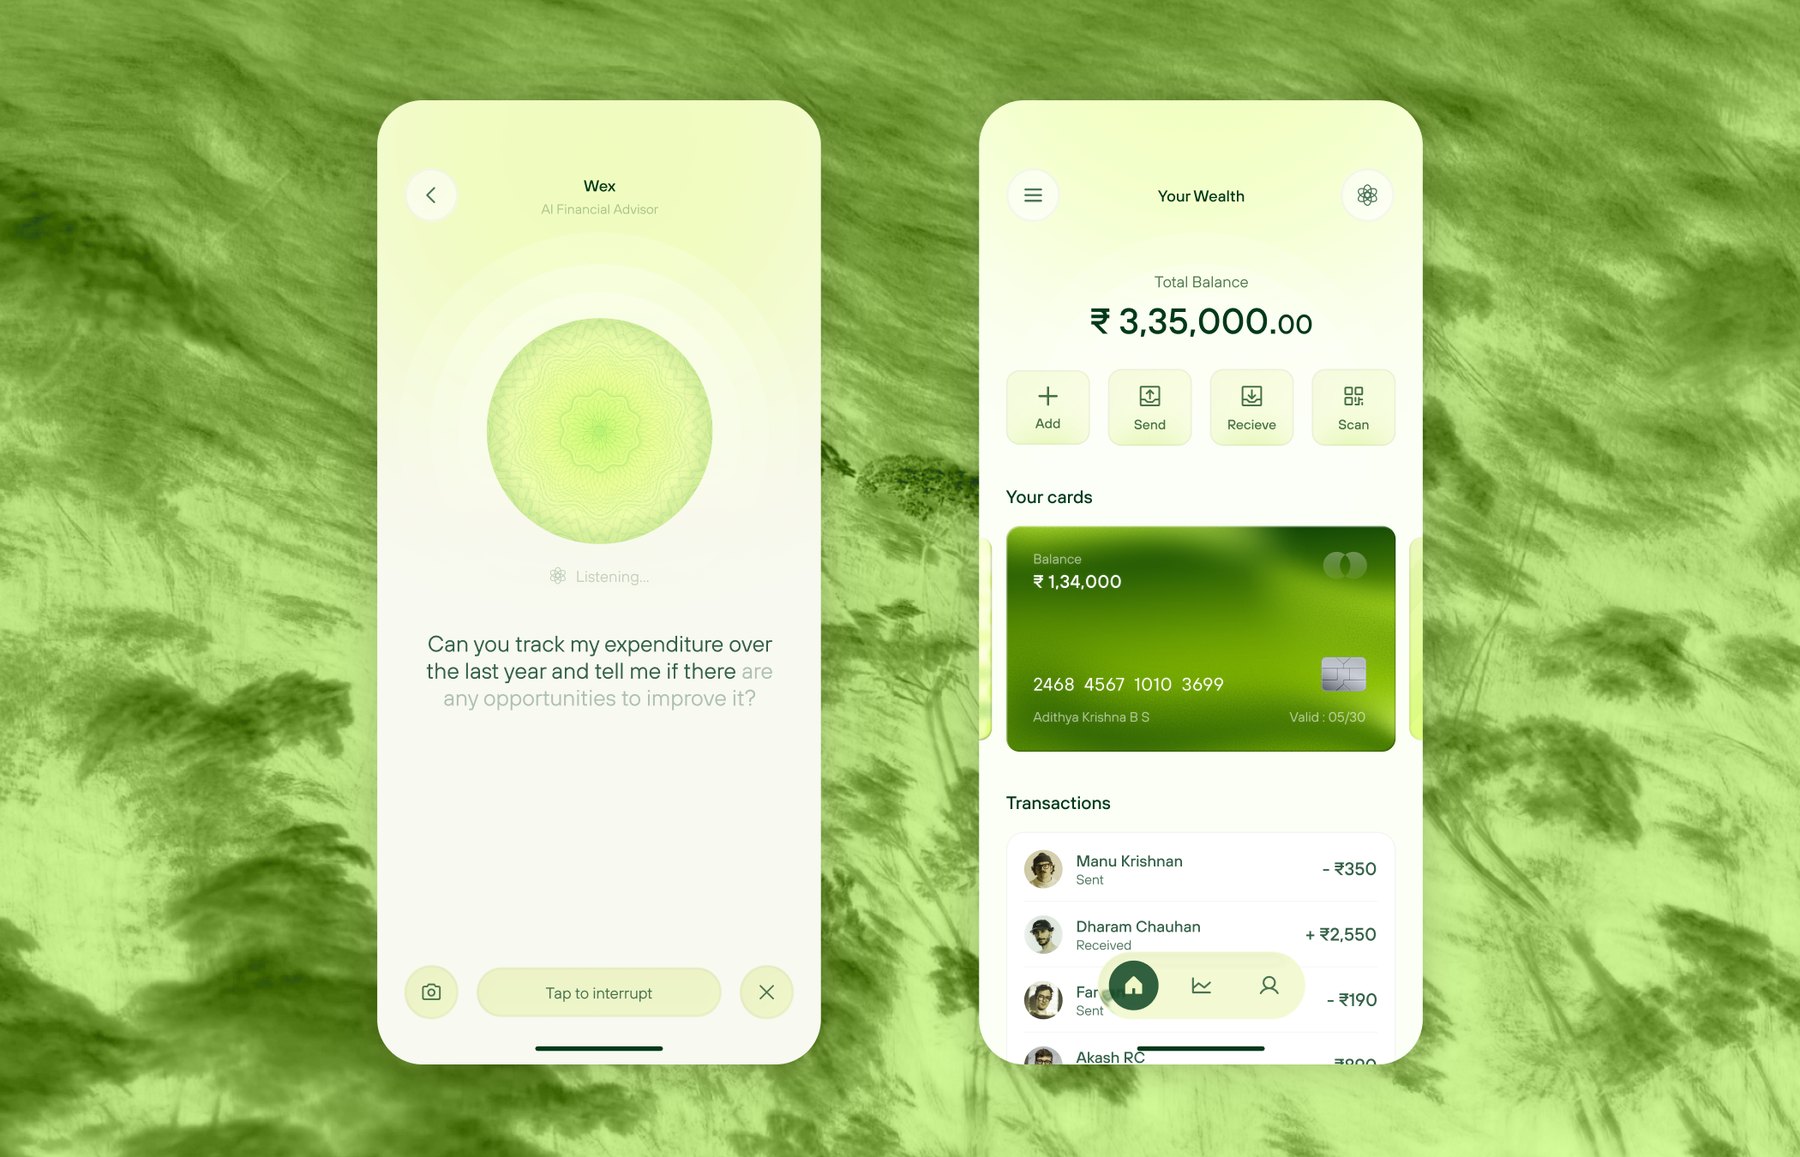 Wex
AI Financial Advisor
Listening...
Can you track my expenditure over
the last year and tell me if there are
any opportunities to improve it?
Tap to interrupt
Your Wealth
Total Balance
₹ 3,35,000.00
Add
Send
Recieve
Scan
Your cards
Balance
₹ 1,34,000
2468 4567 1010 3699
Adithya Krishna B S
Valid : 05/30
Transactions
Manu Krishnan
Sent
- ₹350
Dharam Chauhan
Received
+ ₹2,550
Sent
- ₹190
Akash RC